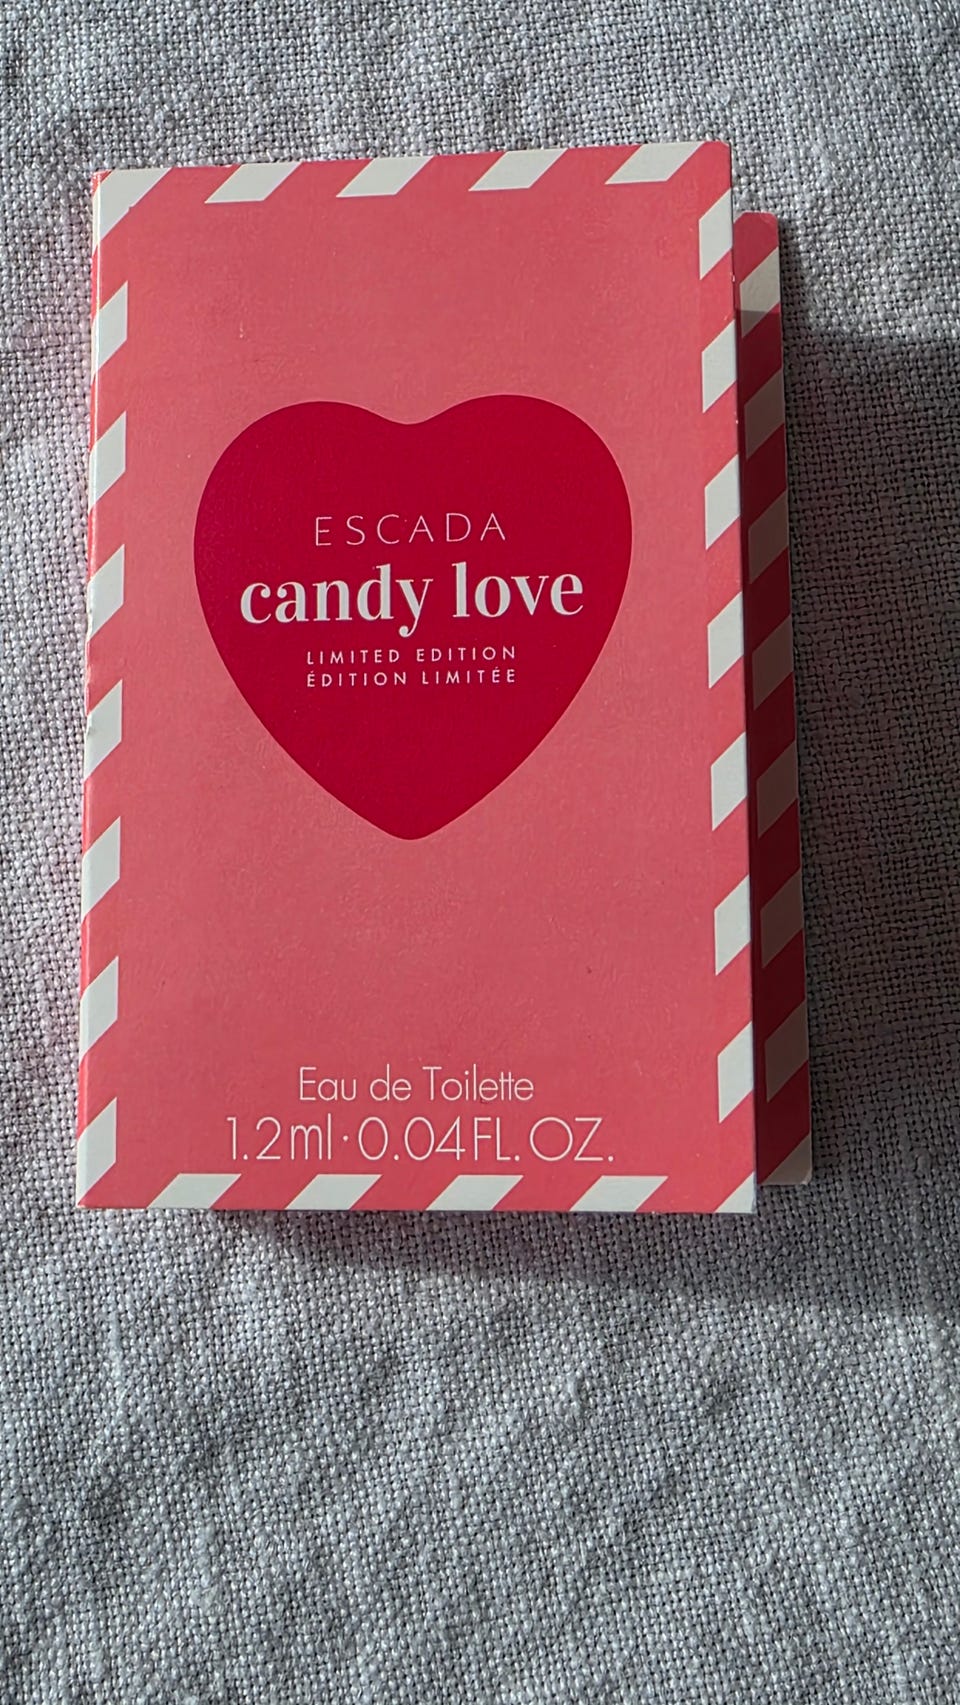 ESCADA
candy love
LIMITED EDITION
ÉDITION LIMITÉE
Eau de Toilette
1.2ml·0.04FL.OZ.